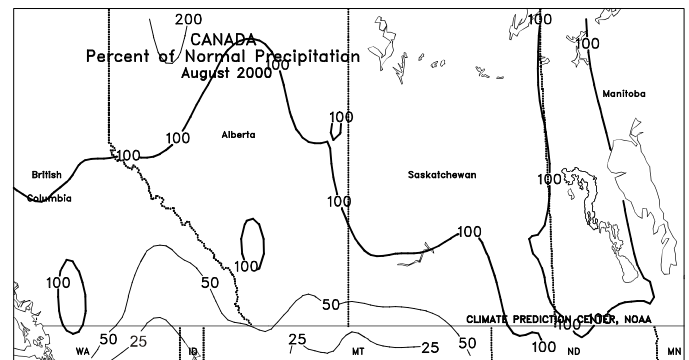 200
100
CANADA
100
Percent of Normal Precipitation
100
August 2000
Manitoba
100
Alberta
100
100
British
Saskatchewan
100
Columbia
100
100
100
100
50
50
CLIMATE PREDICTION CENTER, NOAA
100
50
25
25
25
50
100
WA
ID
MT
ND
MN